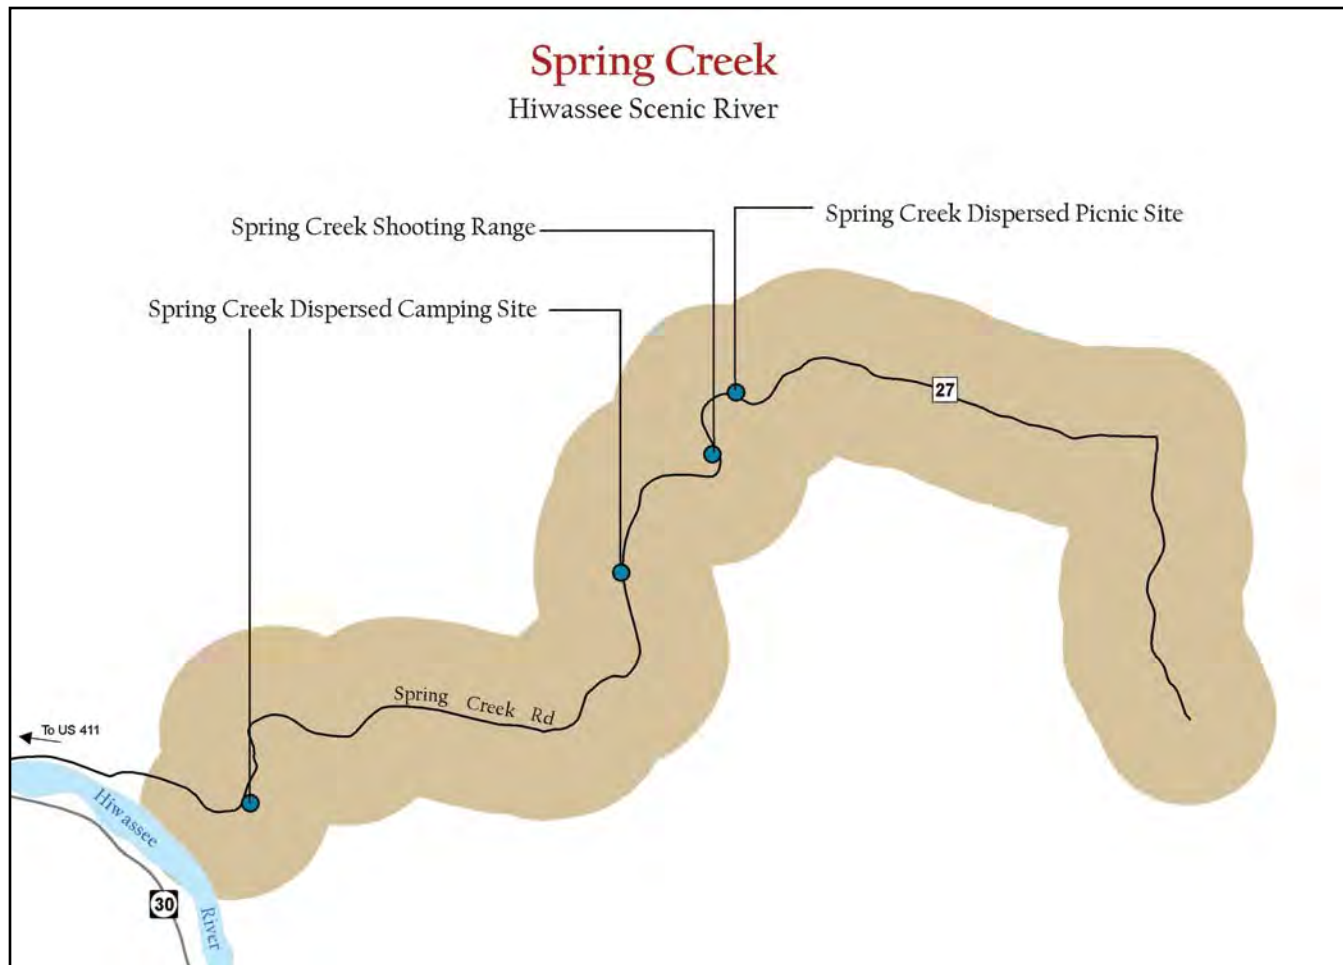 Spring Creek
Hiwassee Scenic River
Spring Creek Shooting Range
Spring Creek Dispersed Picnic Site
Spring Creek Dispersed Camping Site
27
Spring Creek Rd
To US 411
Hiwassee
River
30